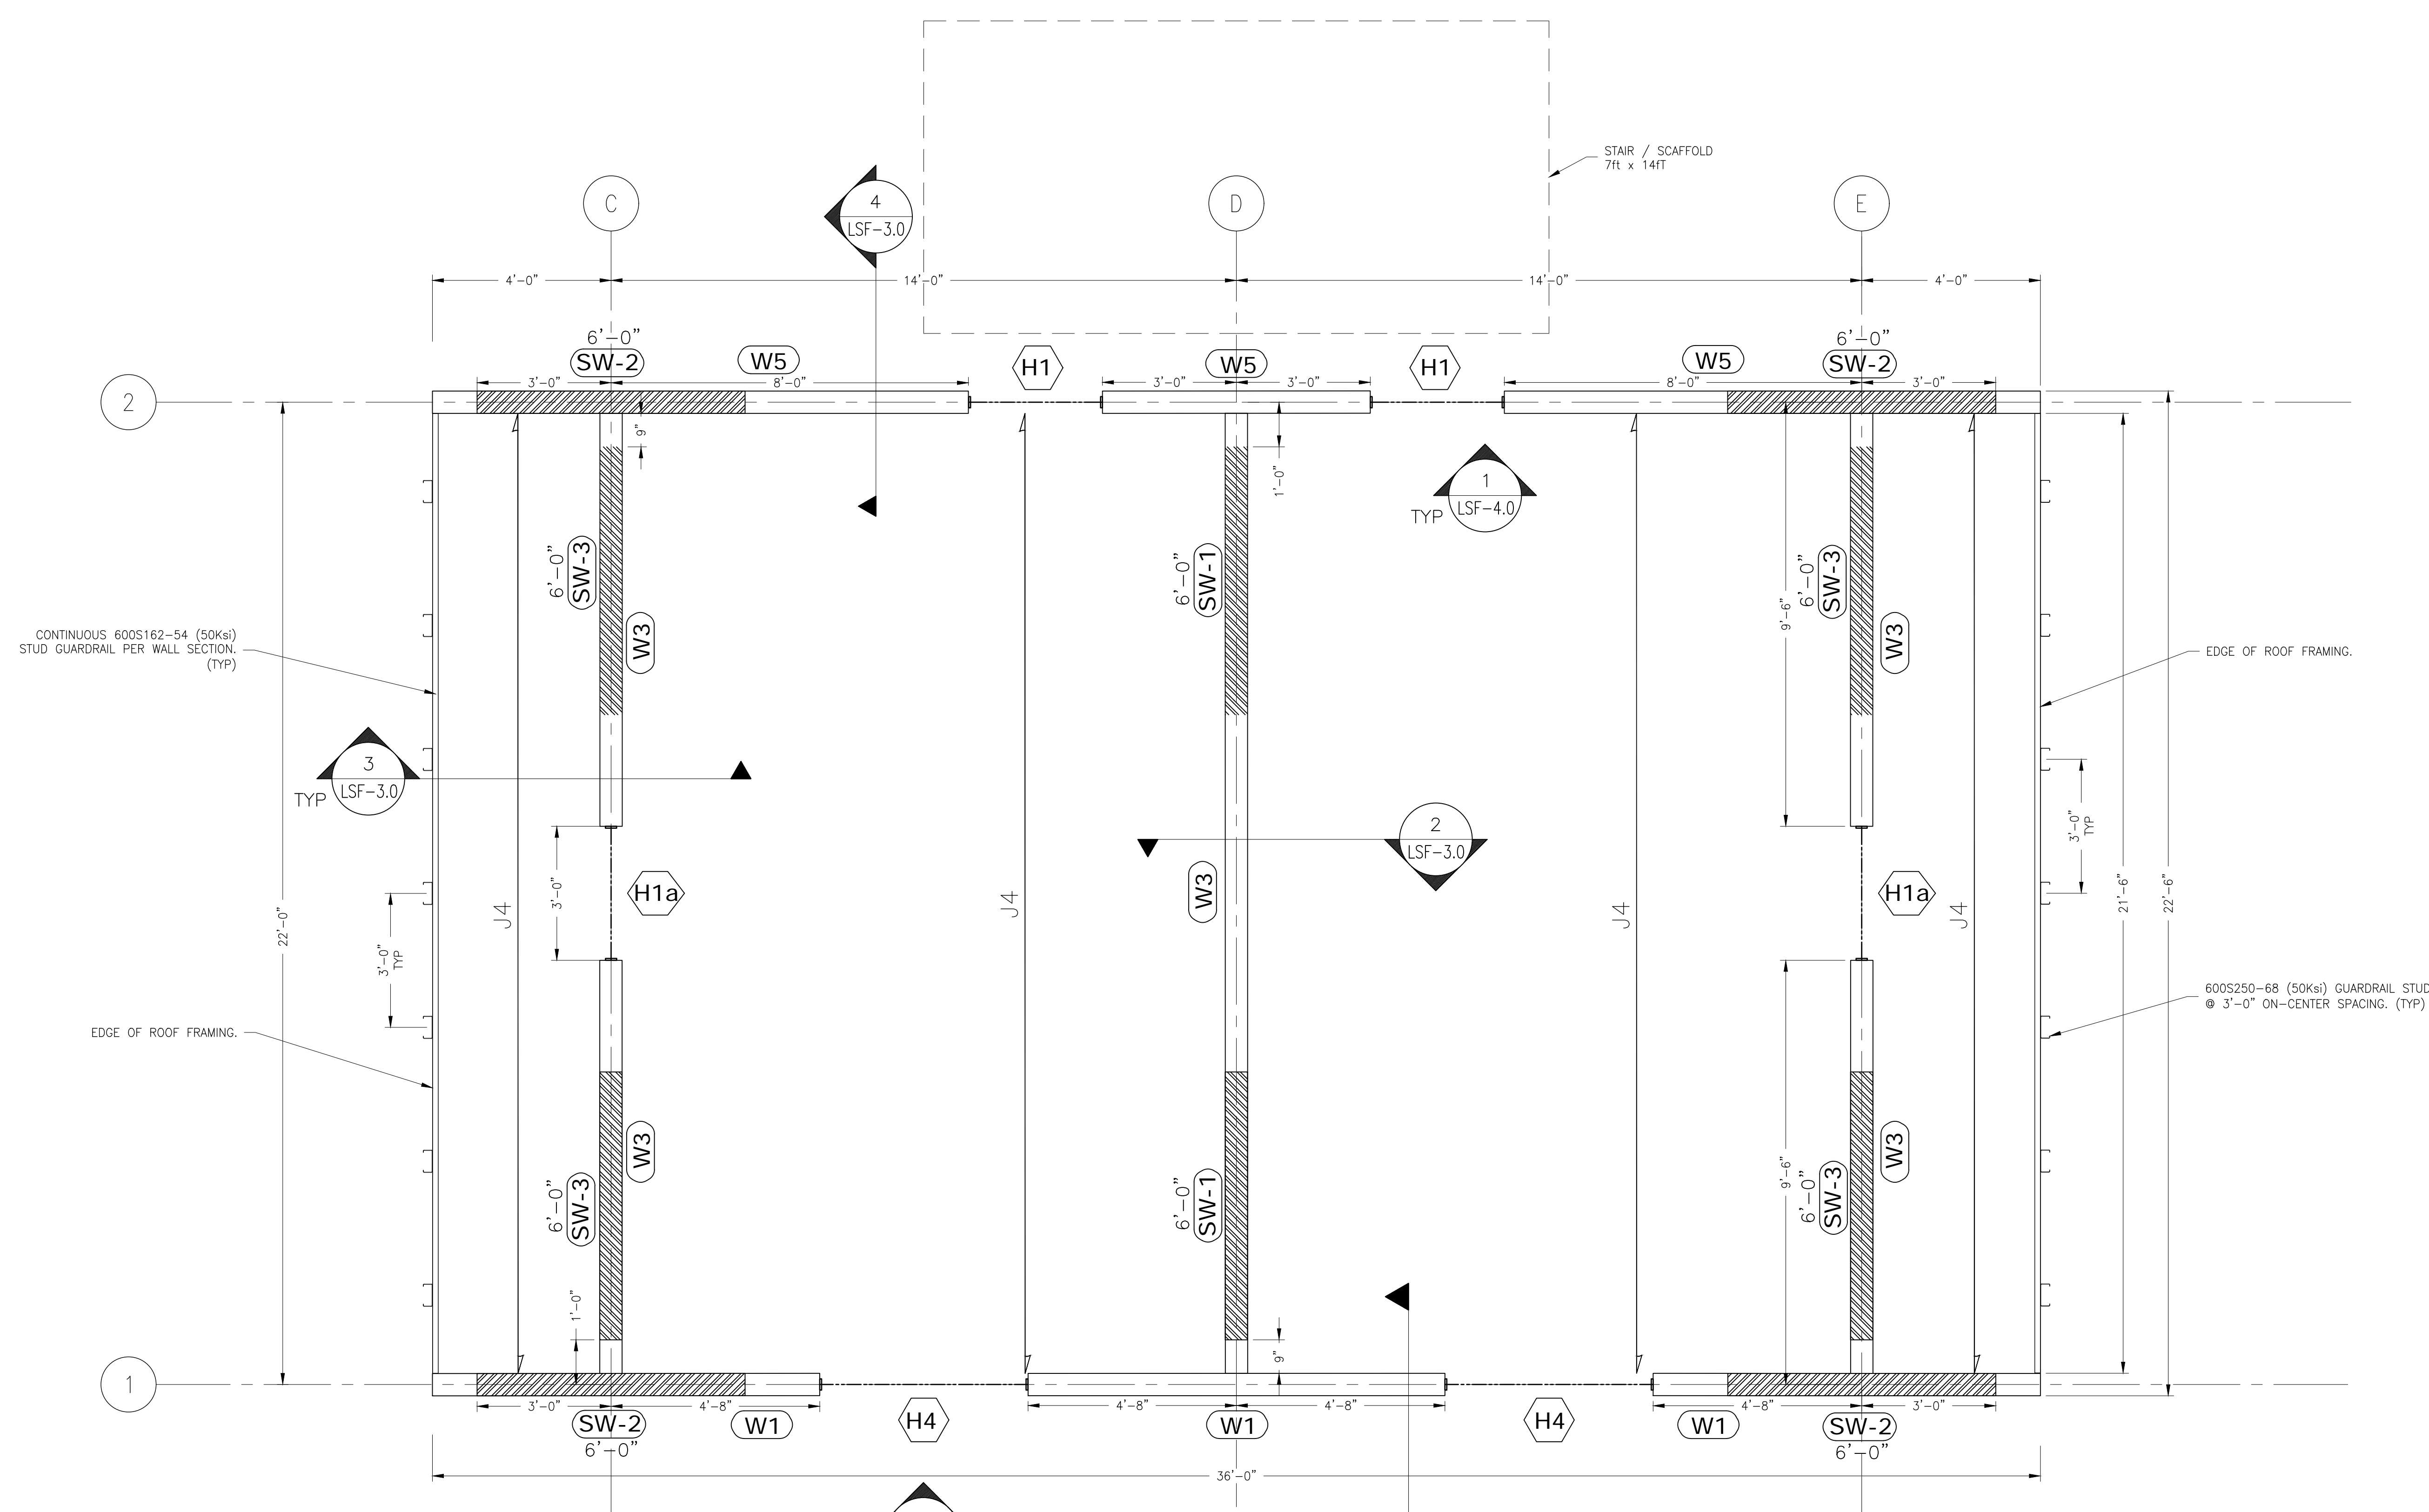 STAIR / SCAFFOLD
7ft x 14fT
C
4
LSF-3.0
D
E
4'-0"
14'-0"
14'-0"
4'-0"
6'-0"
SW-2
W5
H1
W5
H1
W5
6'-0"
SW-2
2
3'-0"
8'-0"
3'-0"
3'-0"
8'-0"
3'-0"
9"
1'-0"
1
LSF-4.0
TYP
6'-0"
SW-3
6'-0"
SW-1
6'-0"
SW-3
W3
9'-6"
W3
CONTINUOUS 600S162-54 (50Ksi)
STUD GUARDRAIL PER WALL SECTION.
(TYP)
EDGE OF ROOF FRAMING.
3
LSF-3.0
TYP
2
LSF-3.0
3'-0"
TYP
22'-0"
J4
3'-0"
H1a
J4
W3
J4
H1a
J4
21'-6"
22'-6"
3'-0"
TYP
EDGE OF ROOF FRAMING.
600S250-68 (50Ksi) GUARDRAIL STUD
@ 3'-0" ON-CENTER SPACING. (TYP)
W3
W3
6'-0"
SW-3
6'-0"
SW-1
9'-6"
6'-0"
SW-3
1'-0"
9"
1
3'-0"
4'-8"
4'-8"
4'-8"
4'-8"
3'-0"
SW-2
6'-0"
W1
H4
W1
H4
W1
SW-2
6'-0"
36'-0"